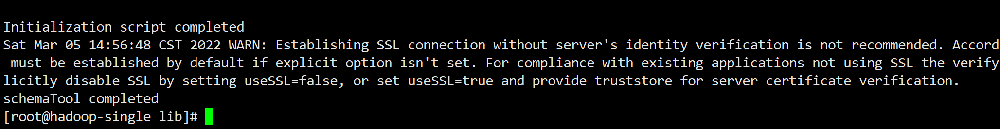 Initialization script completed
Sat Mar 05 14:56:48 CST 2022 WARN: Establishing SSL connection without server's identity verification is not recommended. Accord
must be established by default if explicit option isn't set. For compliance with existing applications not using SSL the verify
licitly disable SSL by setting useSSL=false, or set useSSL=true and provide truststore for server certificate verification.
schemaTool completed
[root@hadoop-single lib]#